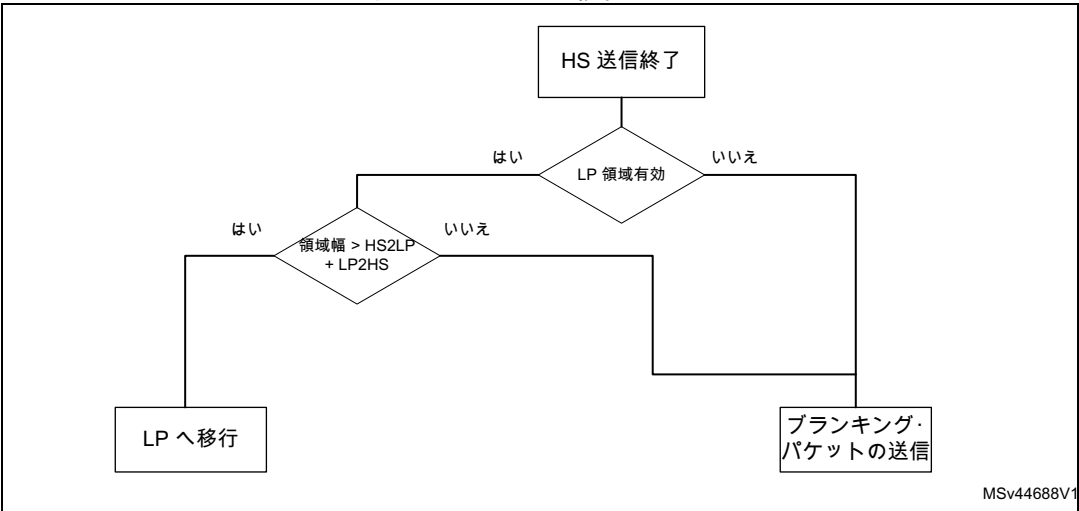 HS 送信終了
はい
LP 領域有効
いいえ
はい
領域幅 > HS2LP
+ LP2HS
いいえ
LP へ移行
ブランキング・
パケットの送信
MSv44688V1